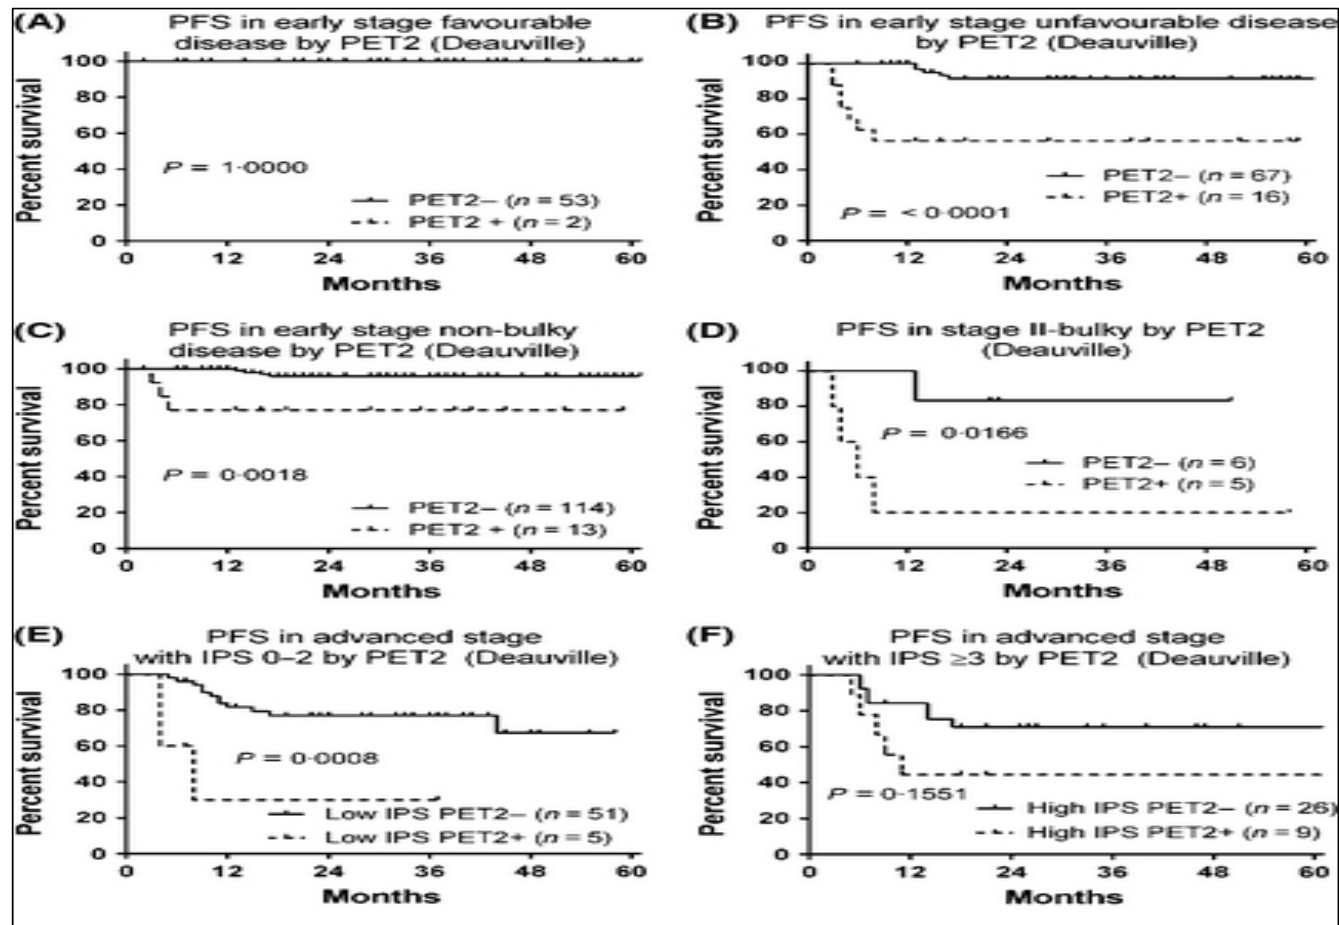 (A) PFS in early stage favourable
disease by PET2 (Deauville)
Percent survival
100
80
60
40
20
0
P = 1·0000
PET2– (n = 53)
PET2 + (n = 2)
0 12 24 36 48 60
Months
(B) PFS in early stage unfavourable disease
by PET2 (Deauville)
Percent survival
100
80
60
40
20
0
PET2– (n = 67)
PET2+ (n = 16)
P = <0·0001
0 12 24 36 48 60
Months
(C) PFS in early stage non-bulky
disease by PET2 (Deauville)
Percent survival
100
80
60
40
20
0
P = 0·0018
PET2– (n = 114)
PET2 + (n = 13)
0 12 24 36 48 60
Months
(D) PFS in stage II-bulky by PET2
(Deauville)
Percent survival
100
80
60
40
20
0
P = 0·0166
PET2– (n = 6)
PET2+ (n = 5)
0 12 24 36 48 60
Months
(E) PFS in advanced stage
with IPS 0–2 by PET2 (Deauville)
Percent survival
100
80
60
40
20
0
P = 0·0008
Low IPS PET2– (n = 51)
Low IPS PET2+ (n = 5)
0 12 24 36 48 60
Months
(F) PFS in advanced stage
with IPS ≥3 by PET2 (Deauville)
Percent survival
100
80
60
40
20
0
P = 0·1551
High IPS PET2– (n = 26)
High IPS PET2+ (n = 9)
0 12 24 36 48 60
Months